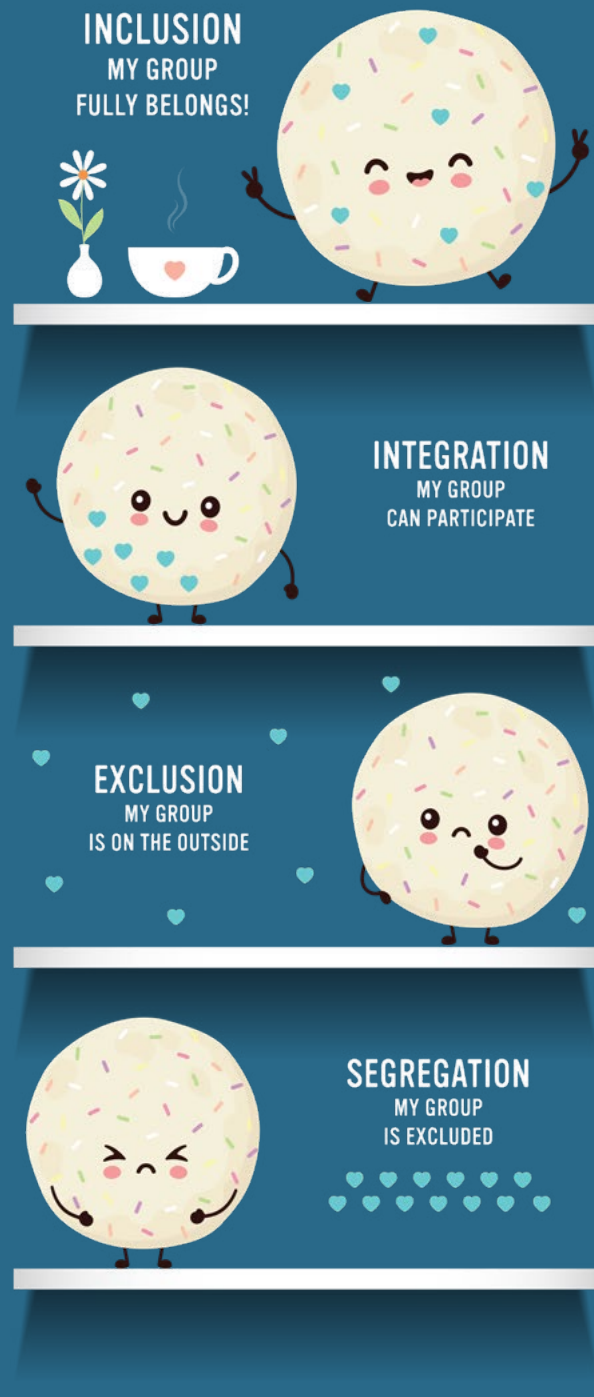 INCLUSION
MY GROUP
FULLY BELONGS!
INTEGRATION
MY GROUP
CAN PARTICIPATE
EXCLUSION
MY GROUP
IS ON THE OUTSIDE
SEGREGATION
MY GROUP
IS EXCLUDED